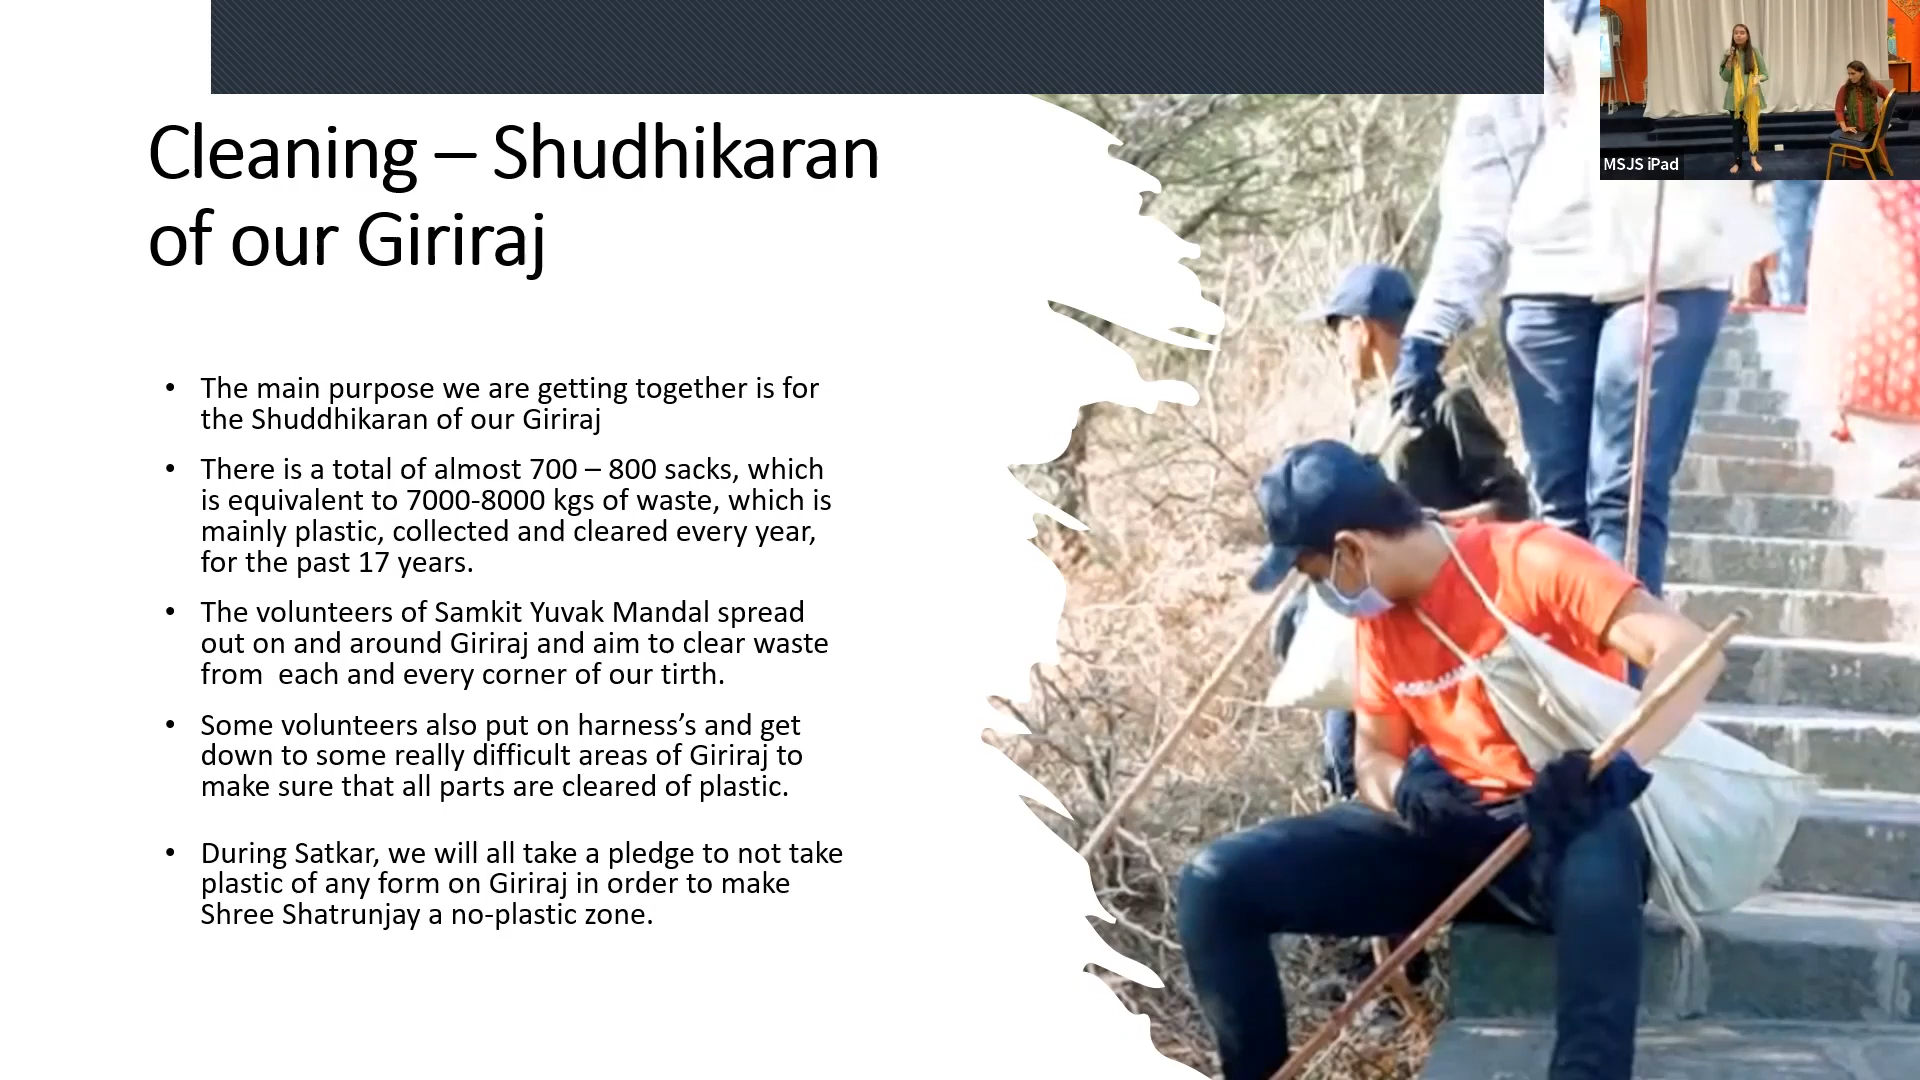 Cleaning – Shudhikaran
of our Giriraj
• The main purpose we are getting together is for
the Shuddhikaran of our Giriraj
• There is a total of almost 700 – 800 sacks, which
is equivalent to 7000-8000 kgs of waste, which is
mainly plastic, collected and cleared every year,
for the past 17 years.
• The volunteers of Samkit Yuvak Mandal spread
out on and around Giriraj and aim to clear waste
from  each and every corner of our tirth.
• Some volunteers also put on harness’s and get
down to some really difficult areas of Giriraj to
make sure that all parts are cleared of plastic.
• During Satkar, we will all take a pledge to not take
plastic of any form on Giriraj in order to make
Shree Shatrunjay a no-plastic zone.
MSJS iPad